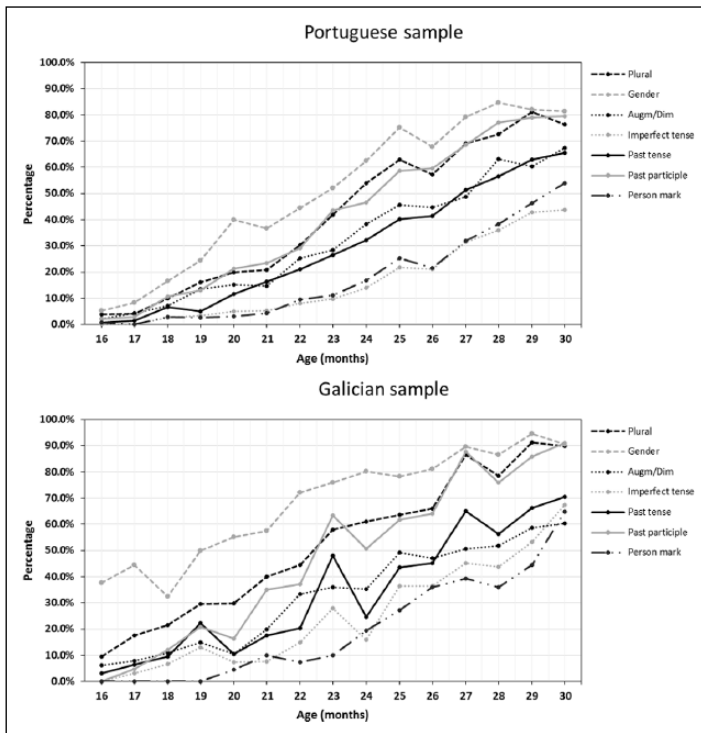 Portuguese sample
100.0%
90.0%
80.0%
70.0%
60.0%
50.0%
40.0%
30.0%
20.0%
10.0%
0.0%
Percentage
16 17 18 19 20 21 22 23 24 25 26 27 28 29 30
Age (months)
Plural
Gender
Augm/Dim
Imperfect tense
Past tense
Past participle
Person mark
Galician sample
100.0%
90.0%
80.0%
70.0%
60.0%
50.0%
40.0%
30.0%
20.0%
10.0%
0.0%
Percentage
16 17 18 19 20 21 22 23 24 25 26 27 28 29 30
Age (months)
Plural
Gender
Augm/Dim
Imperfect tense
Past tense
Past participle
Person mark